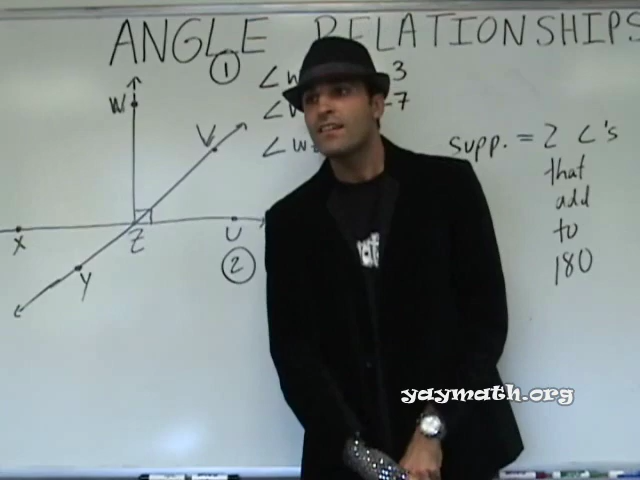 ANGLE RELATIONSHIPS
①
∠W 3
∠ 7
∠W
W
V
X
Z
U
Y
②
supp. = 2 ∠'s
that
add
to
180
yaymath.org